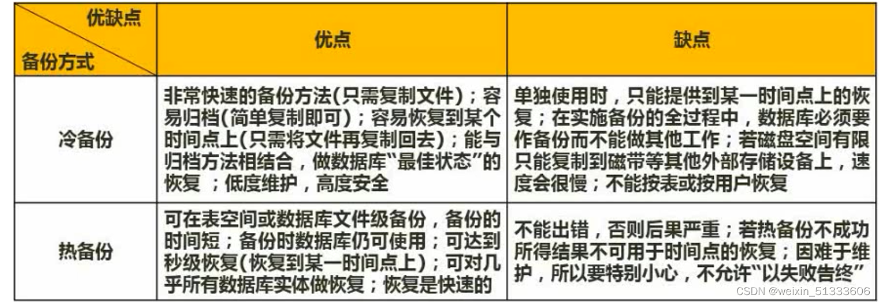 优缺点
备份方式
优点
缺点
冷备份
非常快速的备份方法(只需复制文件)；容
易归档(简单复制即可)；容易恢复到某个
时间点上(只需将文件再复制回去)；能与
归档方法相结合，做数据库“最佳状态”的
恢复 ；低度维护，高度安全
单独使用时，只能提供到某一时间点上的恢
复；在实施备份的全过程中，数据库必须要
作备份而不能做其他工作；若磁盘空间有限
只能复制到磁带等其他外部存储设备上，速
度会很慢；不能按表或按用户恢复
热备份
可在表空间或数据库文件级备份，备份的
时间短；备份时数据库仍可使用；可达到
秒级恢复(恢复到某一时间点上)；可对几
乎所有数据库实体做恢复；恢复是快速的
不能出错，否则后果严重；若热备份不成功
所得结果不可用于时间点的恢复；因难于维
护，所以要特别小心，不允许“以失败告终”
CSDN @weixin_51333606